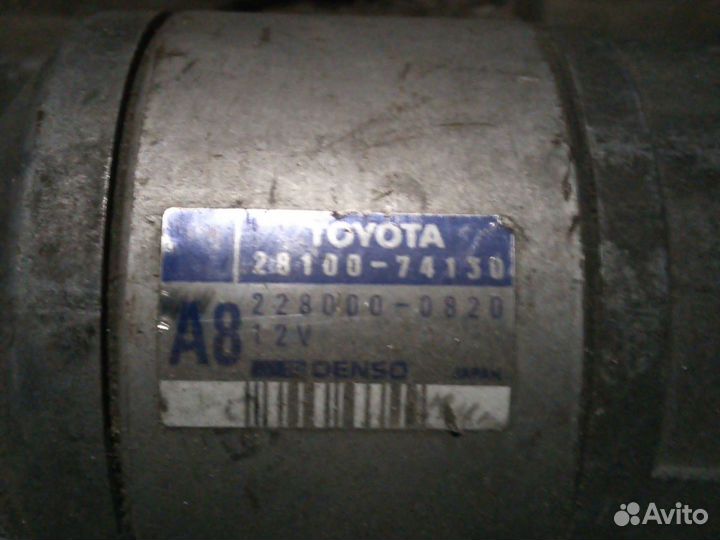 TOYOTA
28100-74130
228000-0820
A8
12V
DENSO
JAPAN
Avito